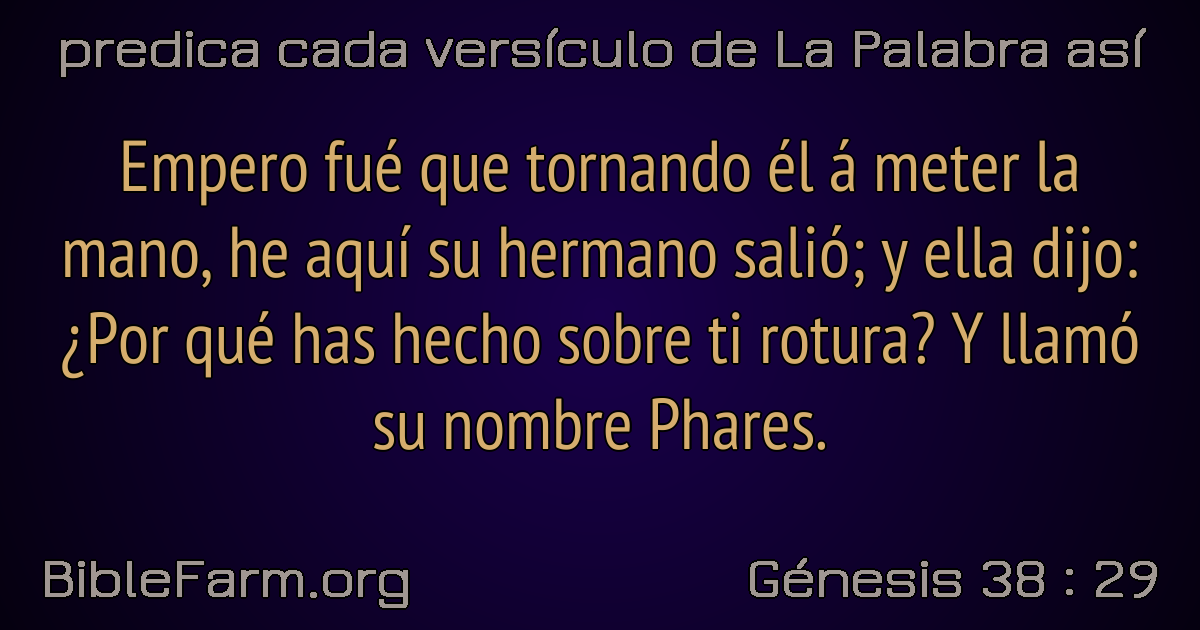 predica cada versículo de La Palabra así
Empero fué que tornando él á meter la
mano, he aquí su hermano salió; y ella dijo:
¿Por qué has hecho sobre ti rotura? Y llamó
su nombre Phares.
BibleFarm.org
Génesis 38 : 29